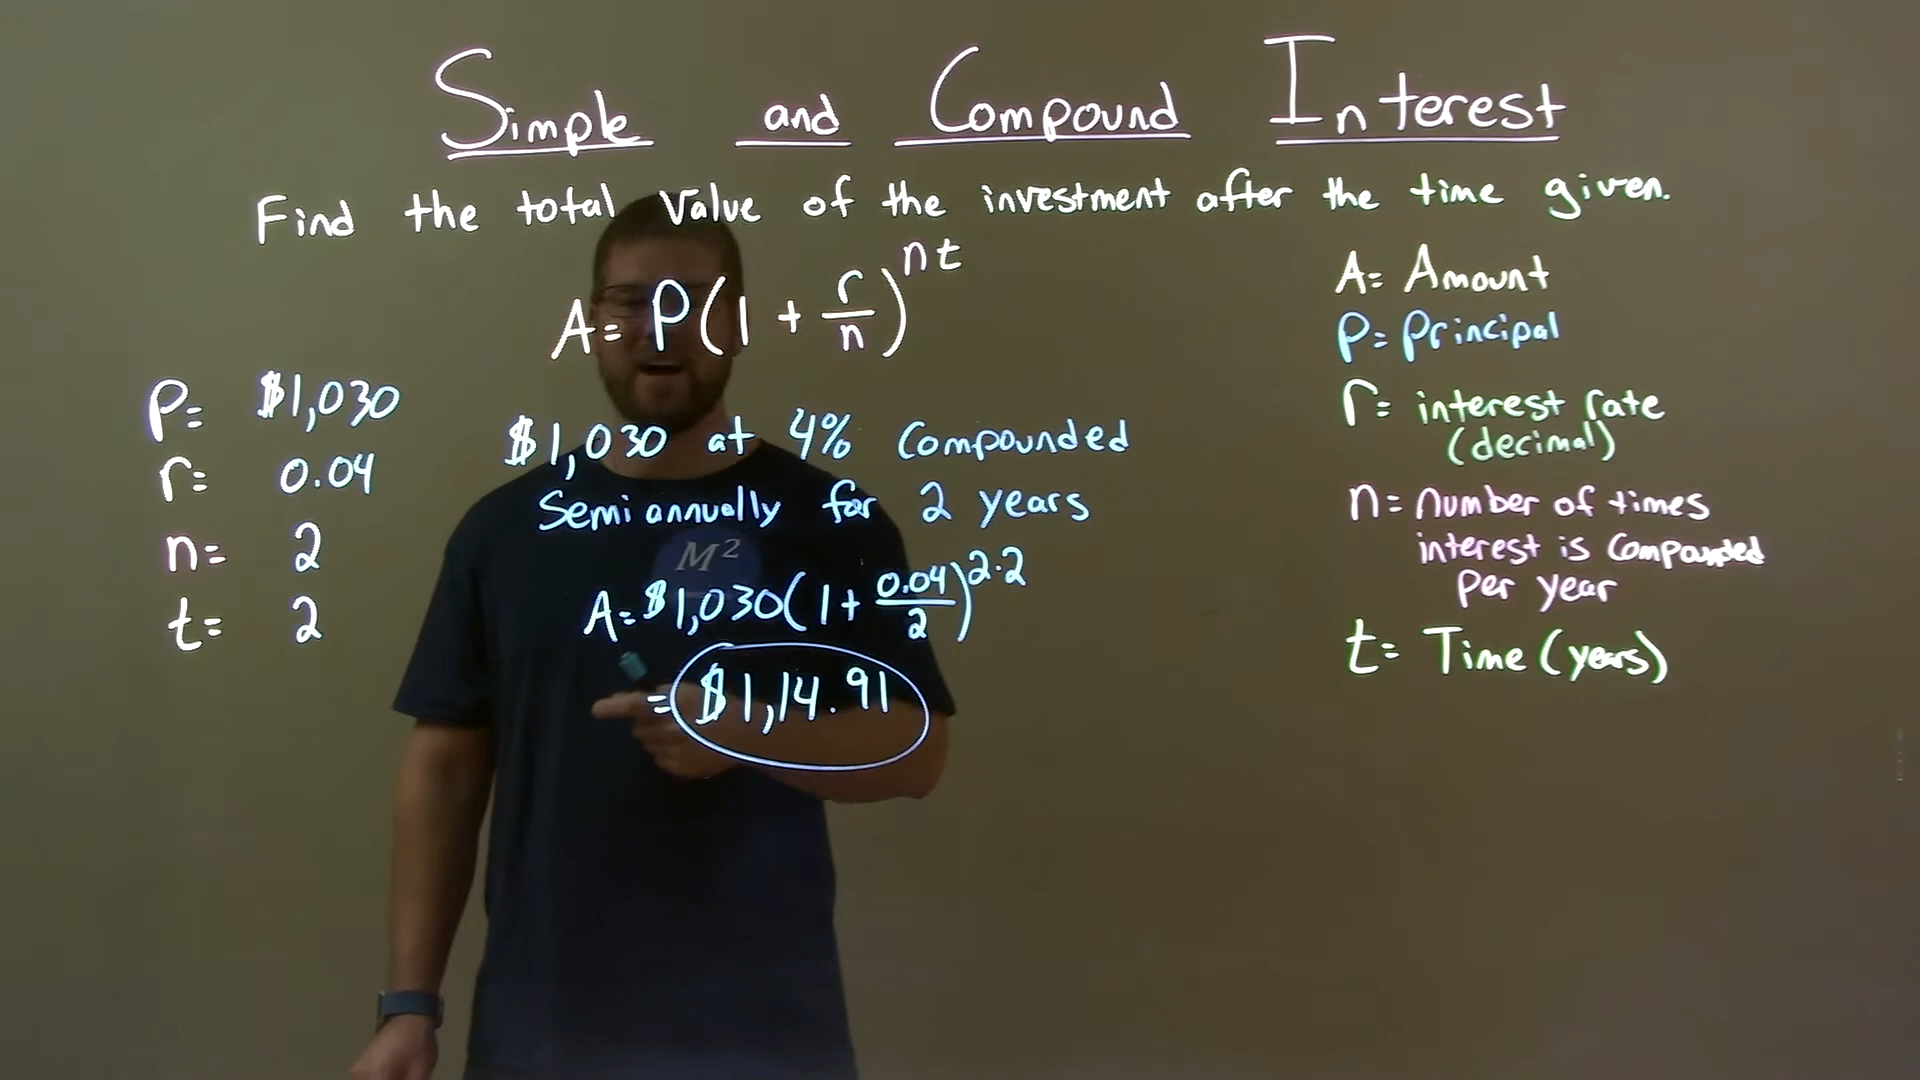 Simple and Compound Interest
Find the total Value of the investment after the time given.
A = P(1 + r/n)^nt
P = $1,030
r = 0.04
n = 2
t = 2
$1,030 at 4% Compounded
Semiannually for 2 years
M²
A = $1,030(1 + 0.04/2)^2·2
= $1,14.91
A = Amount
P = Principal
r = interest rate
(decimal)
n = number of times
interest is Compounded
per year
t = Time (years)